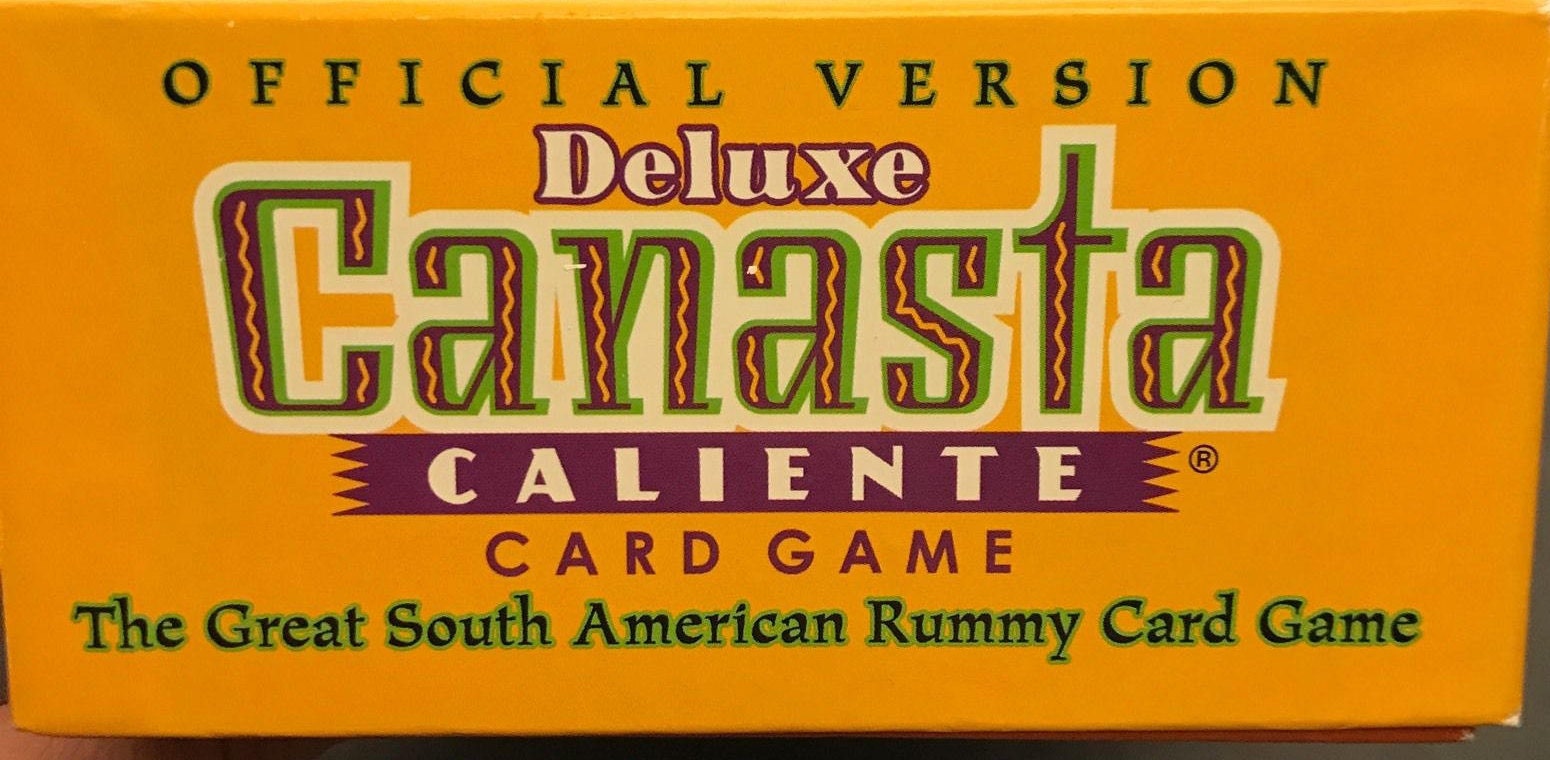 OFFICIAL VERSION
Deluxe
Canasta
CALIENTE ®
CARD GAME
The Great South American Rummy Card Game